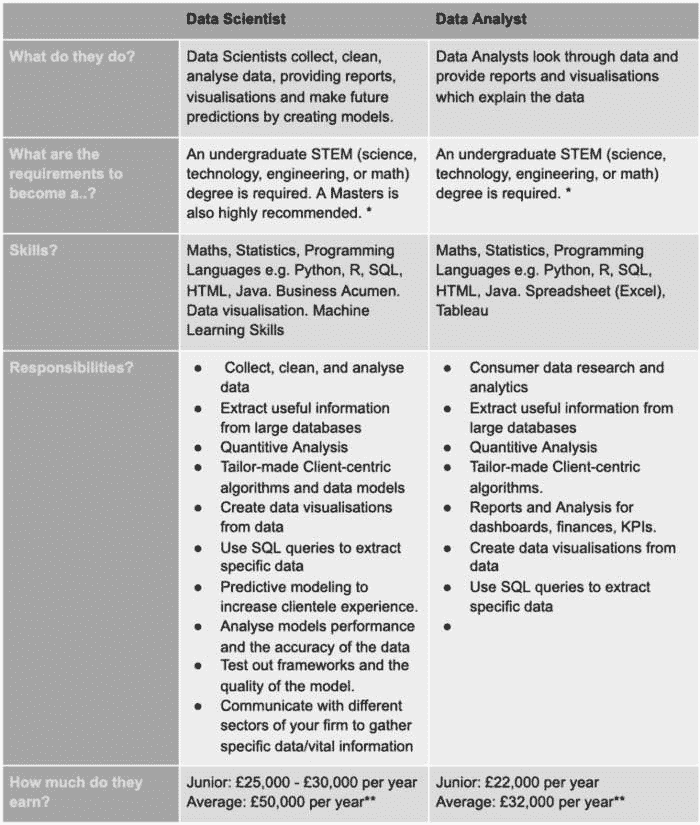 Data Scientist
Data Analyst
What do they do?
Data Scientists collect, clean,
analyse data, providing reports,
visualisations and make future
predictions by creating models.
Data Analysts look through data and
provide reports and visualisations
which explain the data
What are the
requirements to
become a..?
An undergraduate STEM (science,
technology, engineering, or math)
degree is required. A Masters is
also highly recommended. *
An undergraduate STEM (science,
technology, engineering, or math)
degree is required. *
Skills?
Maths, Statistics, Programming
Languages e.g. Python, R, SQL,
HTML, Java. Business Acumen.
Data visualisation. Machine
Learning Skills
Maths, Statistics, Programming
Languages e.g. Python, R, SQL,
HTML, Java. Spreadsheet (Excel),
Tableau
Responsibilities?
● Collect, clean, and analyse
data
● Extract useful information
from large databases
● Quantitive Analysis
● Tailor-made Client-centric
algorithms and data models
● Create data visualisations
from data
● Use SQL queries to extract
specific data
● Predictive modeling to
increase clientele experience.
● Analyse models performance
and the accuracy of the data
● Test out frameworks and the
quality of the model.
● Communicate with different
sectors of your firm to gather
specific data/vital information
● Consumer data research and
analytics
● Extract useful information from
large databases
● Quantitive Analysis
● Tailor-made Client-centric
algorithms.
● Reports and Analysis for
dashboards, finances, KPIs.
● Create data visualisations from
data
● Use SQL queries to extract
specific data
●
How much do they
earn?
Junior: £25,000 - £30,000 per year
Average: £50,000 per year**
Junior: £22,000 per year
Average: £32,000 per year**